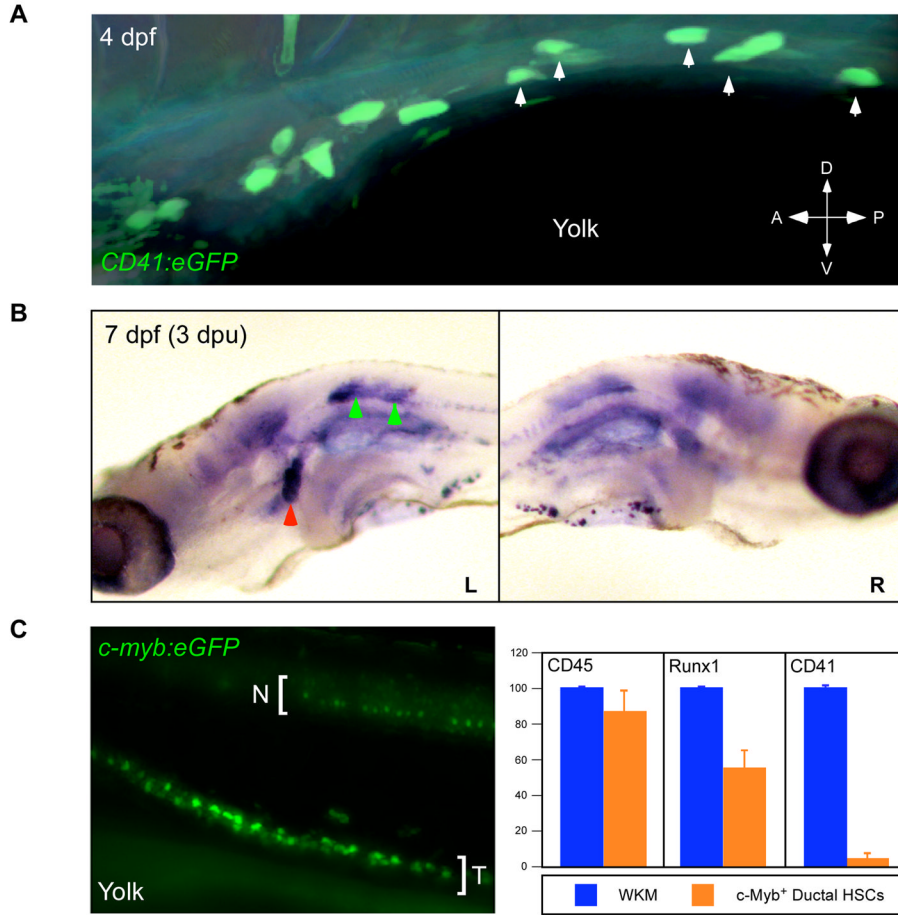 A
4 dpf
D
A P
V
Yolk
CD41:eGFP
B
7 dpf (3 dpu)
L
R
C
c-myb:eGFP
N
T
Yolk
CD45 Runx1 CD41
120
100
80
60
40
20
0
WKM c-Myb⁺ Ductal HSCs